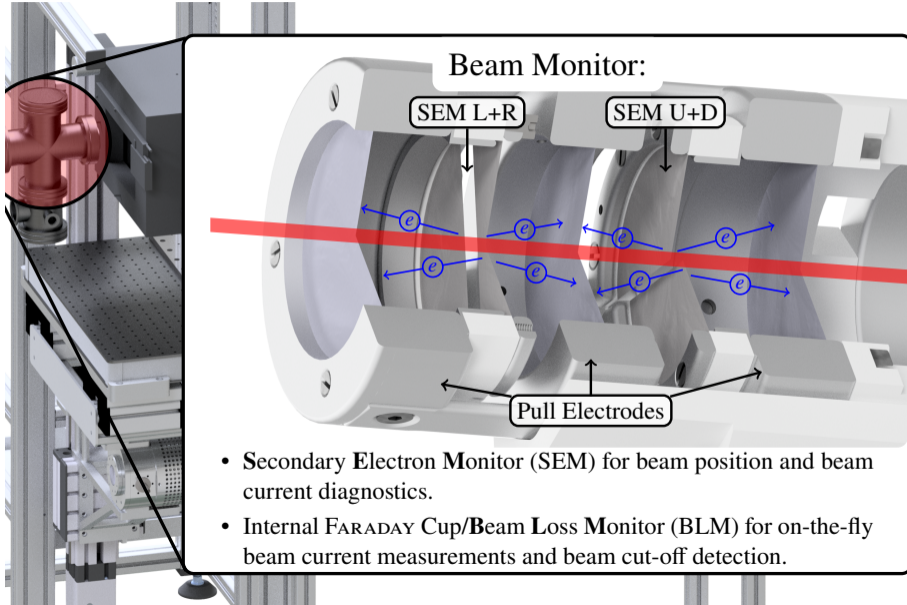 Beam Monitor:
SEM L+R
SEM U+D
e e e e
e e e e
Pull Electrodes
• Secondary Electron Monitor (SEM) for beam position and beam
current diagnostics.
• Internal FARADAY Cup/Beam Loss Monitor (BLM) for on-the-fly
beam current measurements and beam cut-off detection.